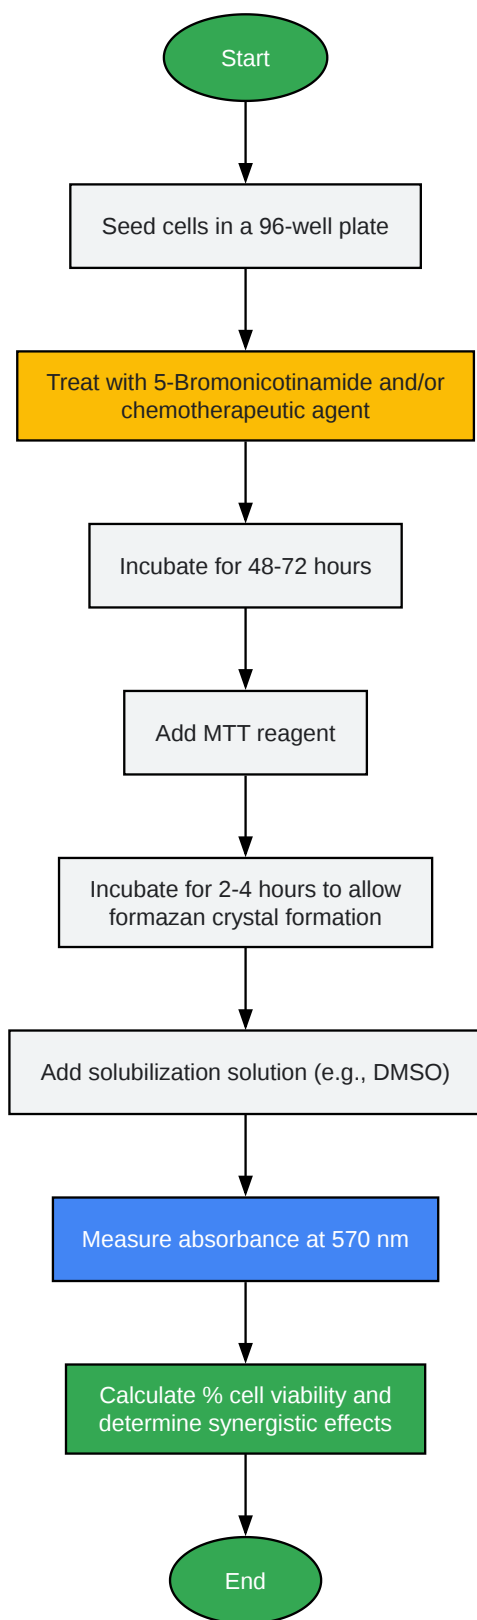 Start
Seed cells in a 96-well plate
Treat with 5-Bromonicotinamide and/or
chemotherapeutic agent
Incubate for 48-72 hours
Add MTT reagent
Incubate for 2-4 hours to allow
formazan crystal formation
Add solubilization solution (e.g., DMSO)
Measure absorbance at 570 nm
Calculate % cell viability and
determine synergistic effects
End